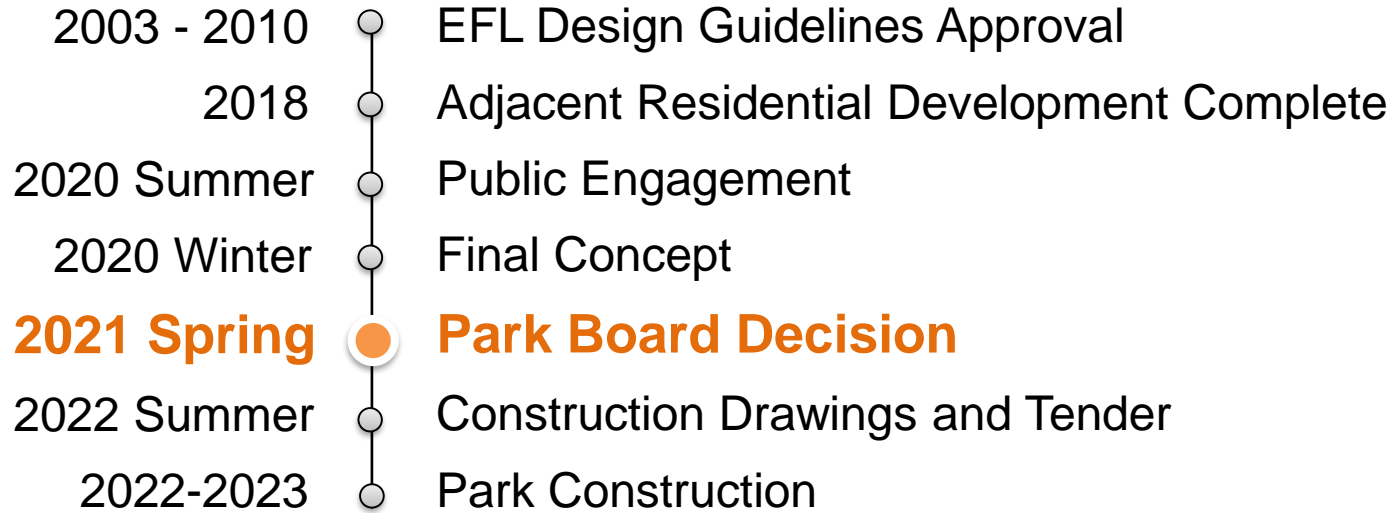 2003 - 2010 EFL Design Guidelines Approval
2018 Adjacent Residential Development Complete
2020 Summer Public Engagement
2020 Winter Final Concept
2021 Spring Park Board Decision
2022 Summer Construction Drawings and Tender
2022-2023 Park Construction